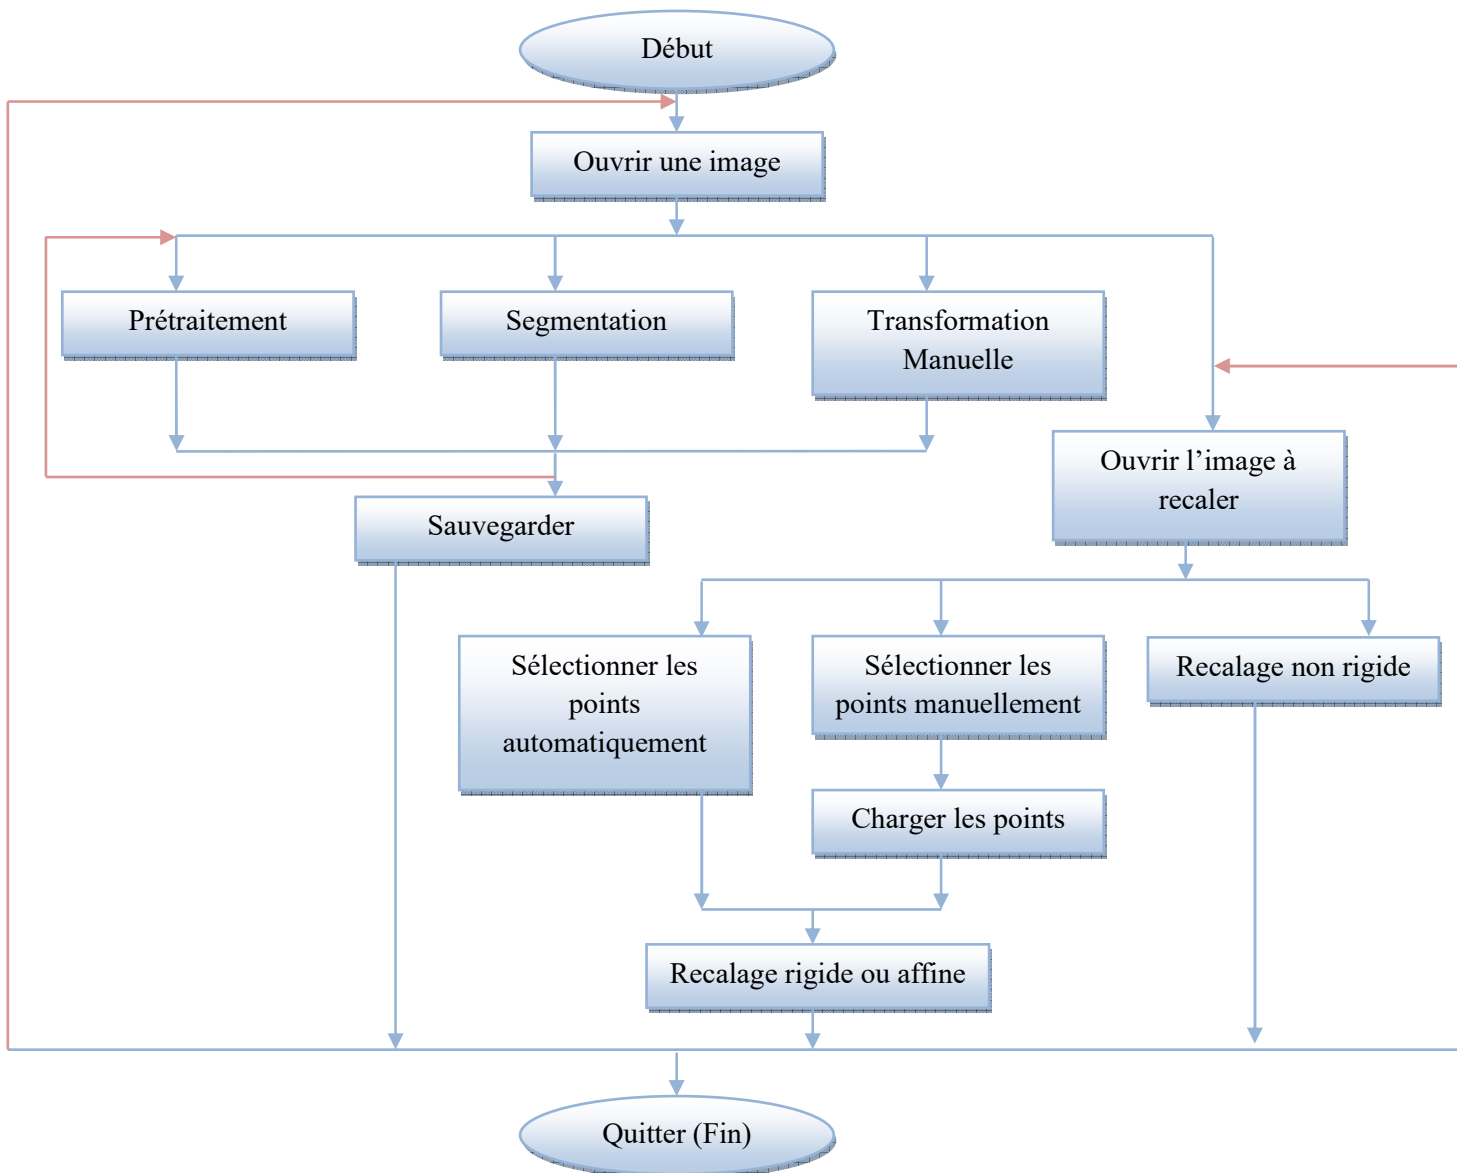 Début
Ouvrir une image
Prétraitement
Segmentation
Transformation
Manuelle
Ouvrir l’image à
recaler
Sauvegarder
Sélectionner les
points
automatiquement
Sélectionner les
points manuellement
Recalage non rigide
Charger les points
Recalage rigide ou affine
Quitter (Fin)